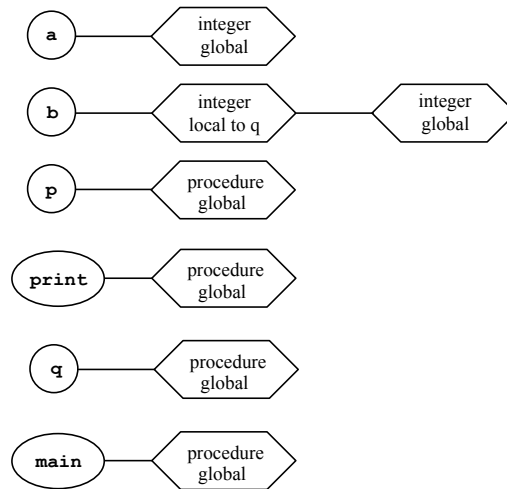 a
integer
global
b
integer
local to q
integer
global
p
procedure
global
print
procedure
global
q
procedure
global
main
procedure
global